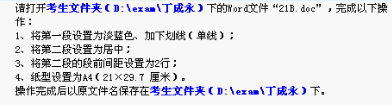 请打开考生文件夹（D:\exam\丁成永）下的Word文件“21B.doc”，完成以下操
作：
1、将第一段设置为淡蓝色、加下划线（单线）；
2、将第二段设置为居中；
3、将第二段的段前间距设置为2行；
4、纸型设置为A4（21×29.7 厘米）。
操作完成后以原文件名保存在考生文件夹（D:\exam\丁成永）下。